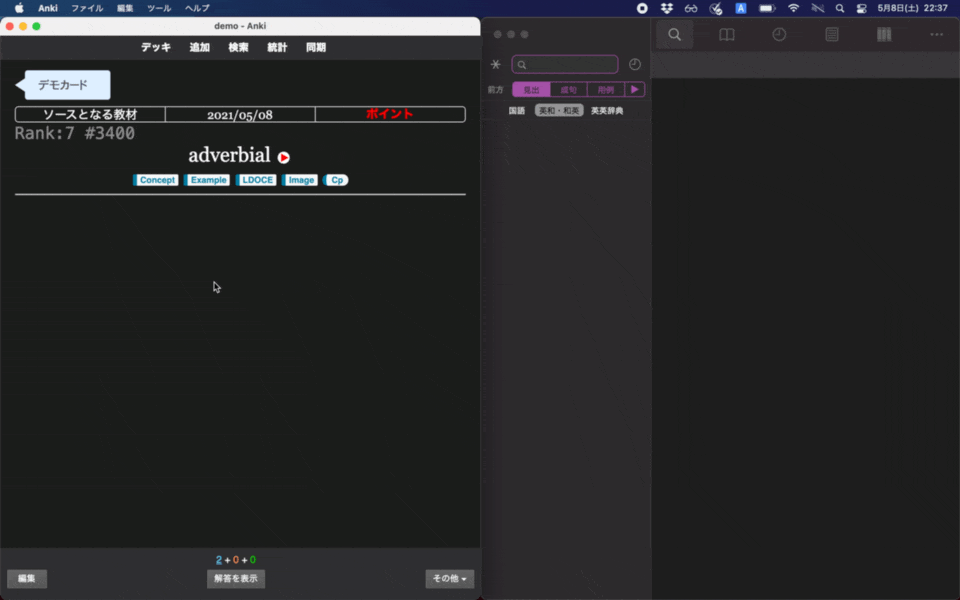 Anki ファイル 編集 ツール ヘルプ A 5月8日(土) 22:37
demo - Anki
デッキ 追加 検索 統計 同期
デモカード
ソースとなる教材 2021/05/08 ポイント
Rank:7 #3400
adverbial
Concept Example LDOCE Image Cp
2 + 0 + 0
編集 解答を表示 その他
前方 見出 成句 用例
国語 英和・和英 英英辞典